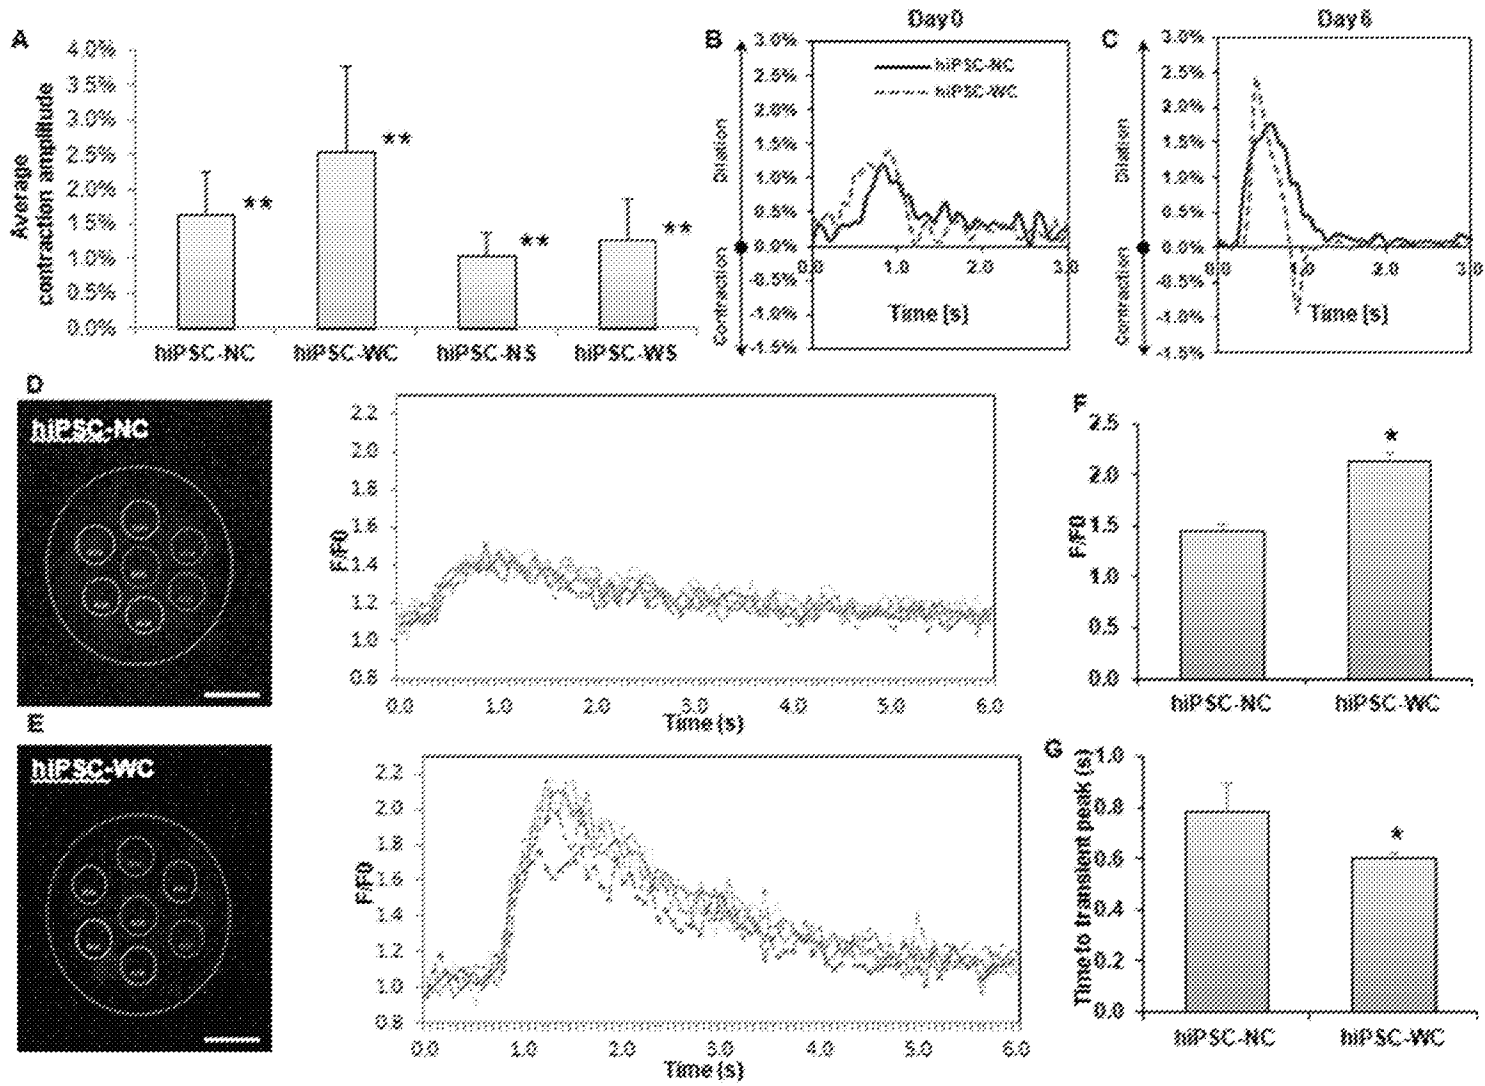 A
Average
contraction amplitude
4.0%
3.5%
3.0%
2.5%
2.0%
1.5%
1.0%
0.5%
0.0%
**
**
**
**
hiPSC-NC
hiPSC-WC
hiPSC-NS
hiPSC-WS
B
Day 0
Dilation
Contraction
3.0%
2.5%
2.0%
1.5%
1.0%
0.5%
0.0%
-0.5%
-1.0%
-1.5%
hiPSC-NC
hiPSC-WC
0.0
1.0
2.0
3.0
Time [s]
C
Day 6
Dilation
Contraction
3.0%
2.5%
2.0%
1.5%
1.0%
0.5%
0.0%
-0.5%
-1.0%
-1.5%
0.0
1.0
2.0
3.0
Time [s]
D
hiPSC-NC
F/F0
2.2
2.0
1.8
1.6
1.4
1.2
1.0
0.8
0.0
1.0
2.0
3.0
4.0
5.0
6.0
Time (s)
E
hiPSC-WC
F/F0
2.2
2.0
1.8
1.6
1.4
1.2
1.0
0.8
0.0
1.0
2.0
3.0
4.0
5.0
6.0
Time (s)
F
F/F0
2.5
2.0
1.5
1.0
0.5
0.0
*
hiPSC-NC
hiPSC-WC
G
Time to transient peak (s)
1.0
0.8
0.6
0.4
0.2
0.0
*
hiPSC-NC
hiPSC-WC